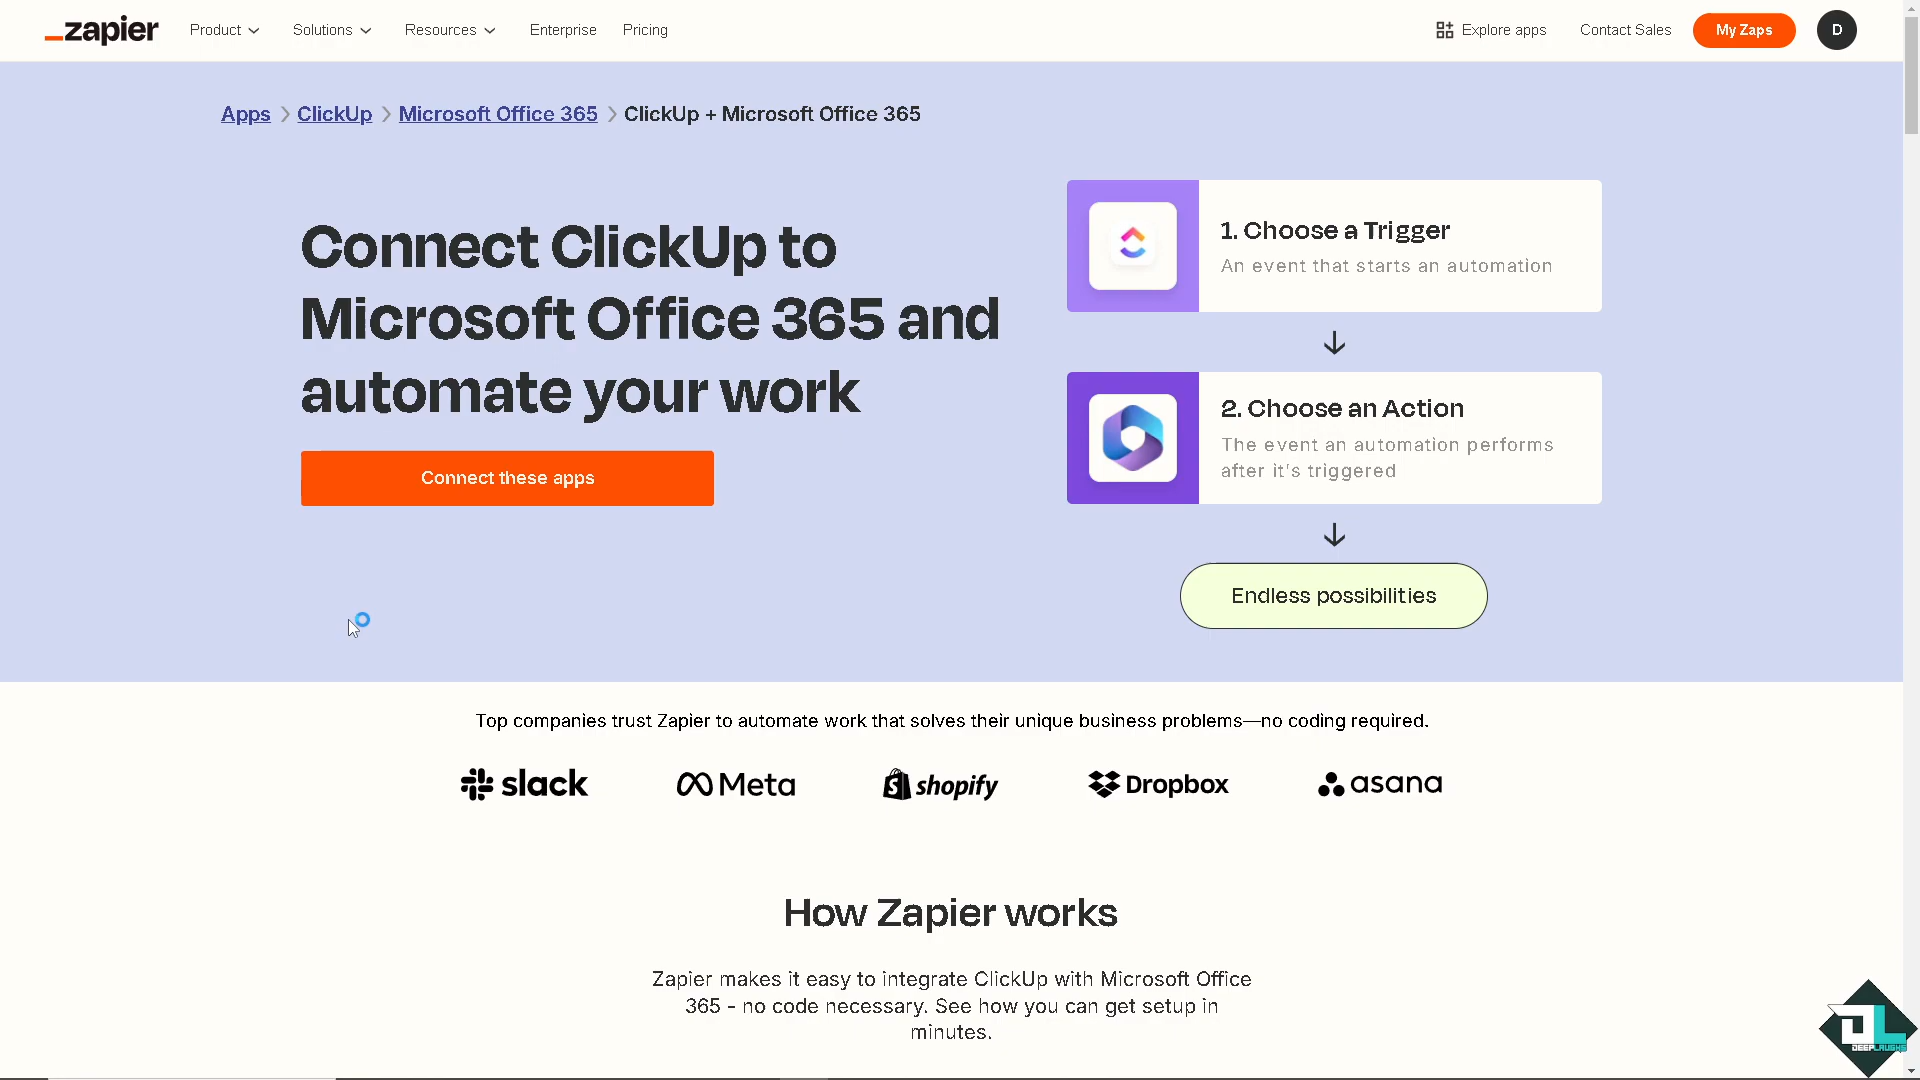 zapier
Product
Solutions
Resources
Enterprise
Pricing
Explore apps
Contact Sales
My Zaps
D
Apps
ClickUp
Microsoft Office 365
ClickUp + Microsoft Office 365
Connect ClickUp to
Microsoft Office 365 and
automate your work
Connect these apps
1. Choose a Trigger
An event that starts an automation
2. Choose an Action
The event an automation performs
after it's triggered
Endless possibilities
Top companies trust Zapier to automate work that solves their unique business problems—no coding required.
slack
Meta
shopify
Dropbox
asana
How Zapier works
Zapier makes it easy to integrate ClickUp with Microsoft Office
365 - no code necessary. See how you can get setup in
minutes.
DEEPLAUGHS